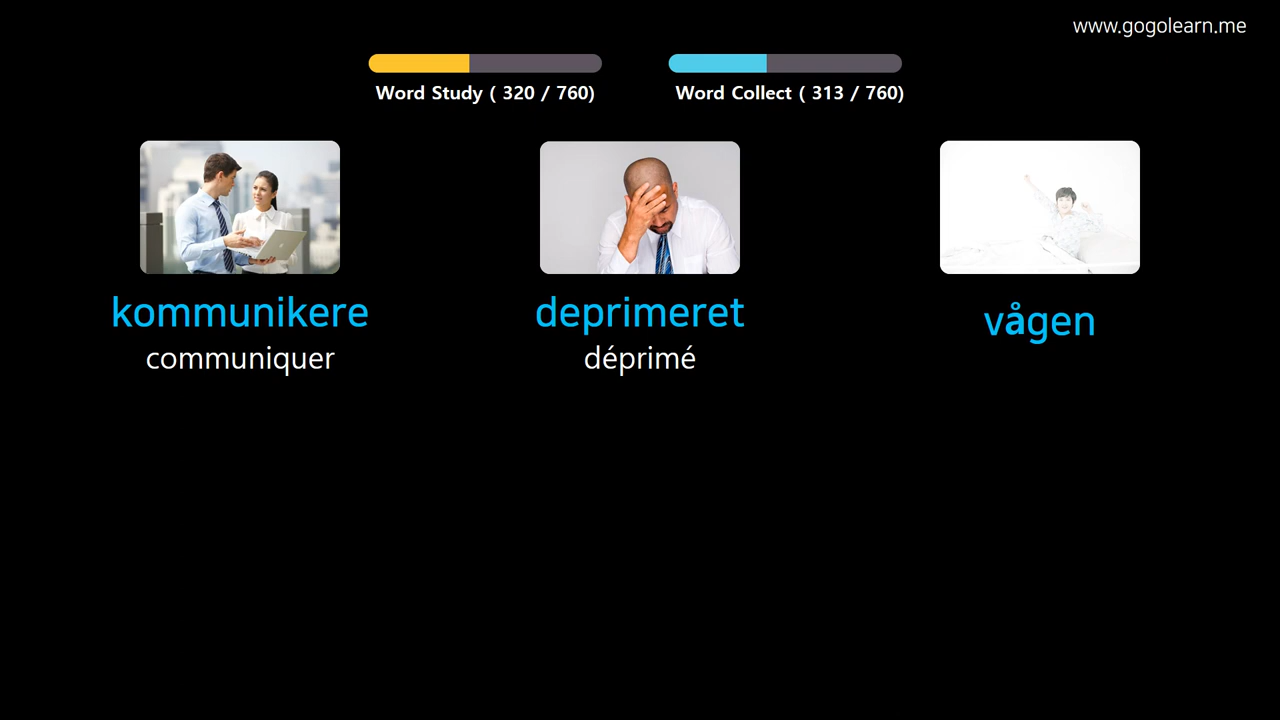 www.gogolearn.me
Word Study ( 320 / 760)
Word Collect ( 313 / 760)
kommunikere
communiquer
deprimeret
déprimé
vågen